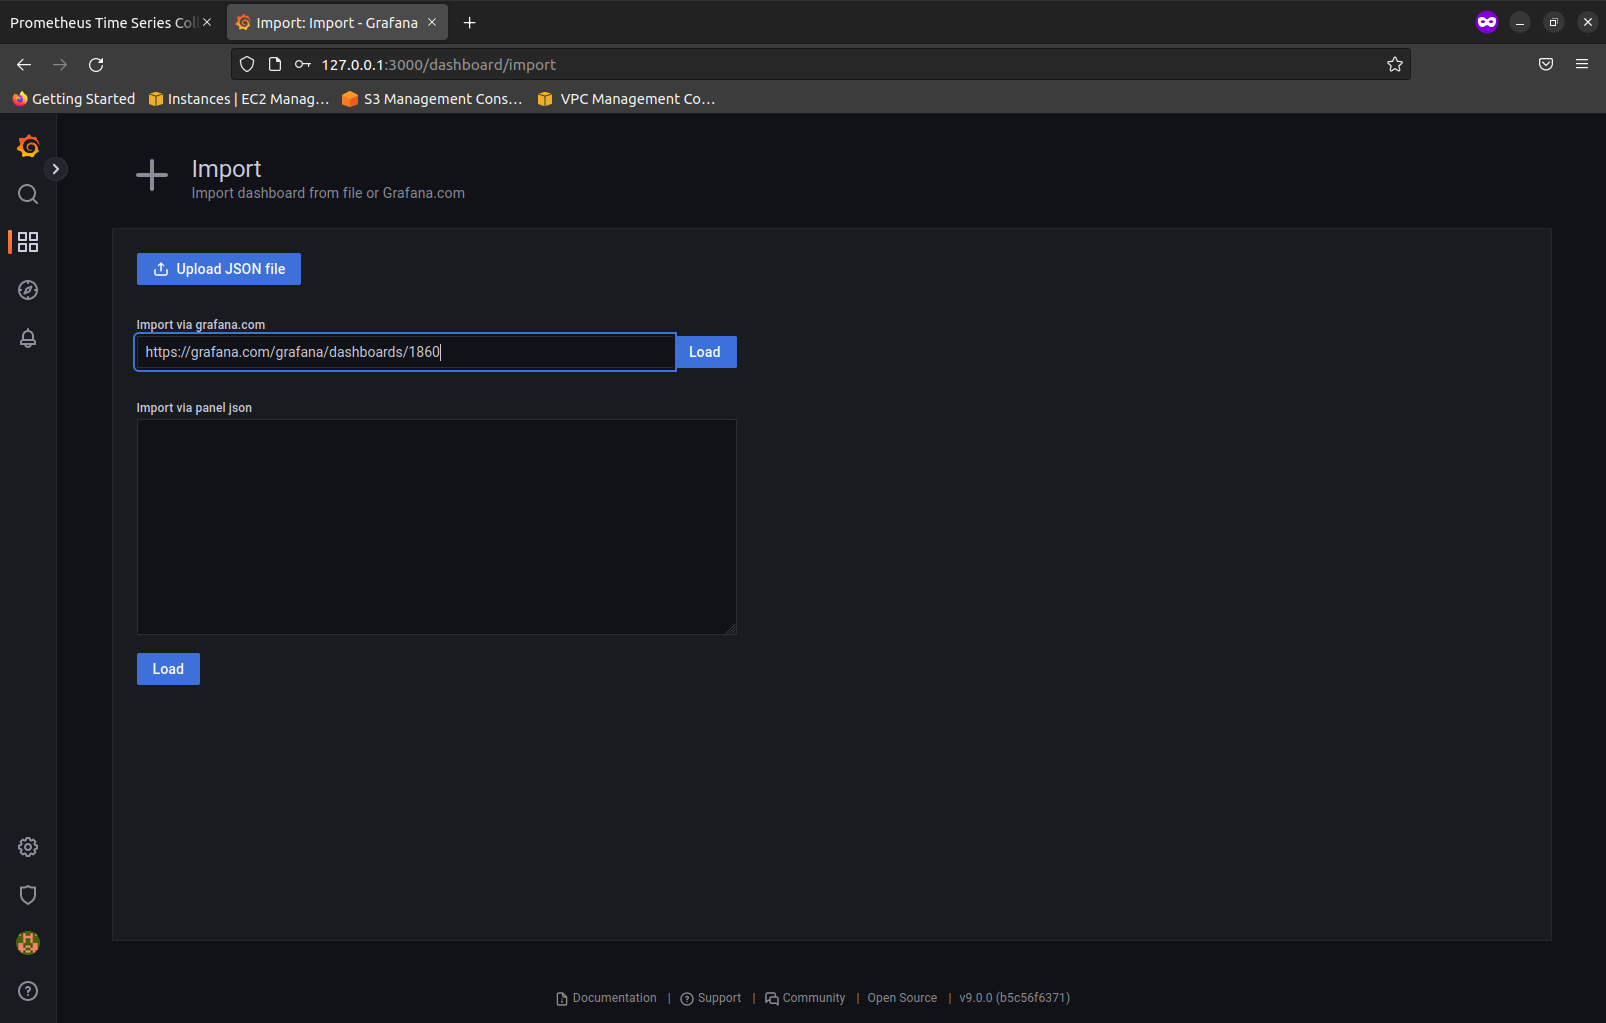 Prometheus Time Series Col
Import: Import - Grafana
127.0.0.1:3000/dashboard/import
Getting Started
Instances | EC2 Manag…
S3 Management Cons…
VPC Management Co…
Import
Import dashboard from file or Grafana.com
Upload JSON file
Import via grafana.com
https://grafana.com/grafana/dashboards/1860
Load
Import via panel json
Load
Documentation | Support | Community | Open Source | v9.0.0 (b5c56f6371)